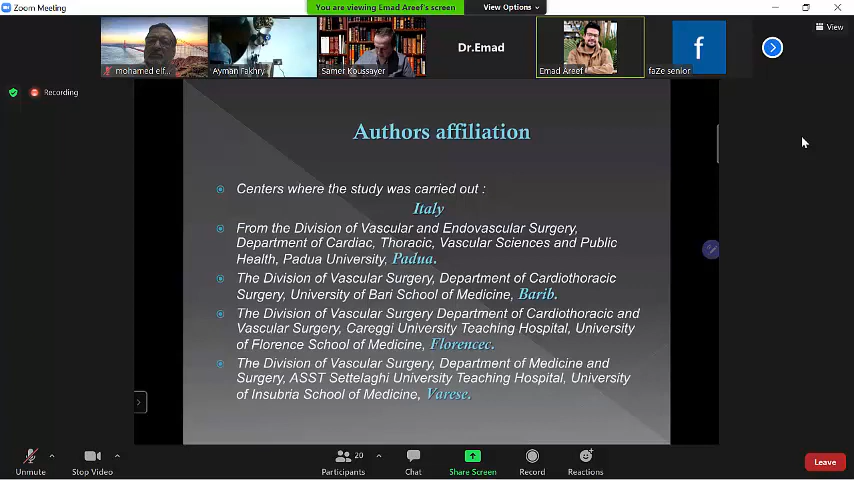 Zoom Meeting
You are viewing Emad Areef's screen
View Options
mohamed elf...
Ayman Fakhry
Samer Koussayer
Dr.Emad
Emad Areef
f
faZe senior
View
Recording
Authors affiliation
Centers where the study was carried out :
Italy
From the Division of Vascular and Endovascular Surgery,
Department of Cardiac, Thoracic, Vascular Sciences and Public
Health, Padua University, Padua.
The Division of Vascular Surgery, Department of Cardiothoracic
Surgery, University of Bari School of Medicine, Barib.
The Division of Vascular Surgery Department of Cardiothoracic and
Vascular Surgery, Careggi University Teaching Hospital, University
of Florence School of Medicine, Florencec.
The Division of Vascular Surgery, Department of Medicine and
Surgery, ASST Settelaghi University Teaching Hospital, University
of Insubria School of Medicine, Varese.
Unmute
Stop Video
20
Participants
Chat
Share Screen
Record
Reactions
Leave